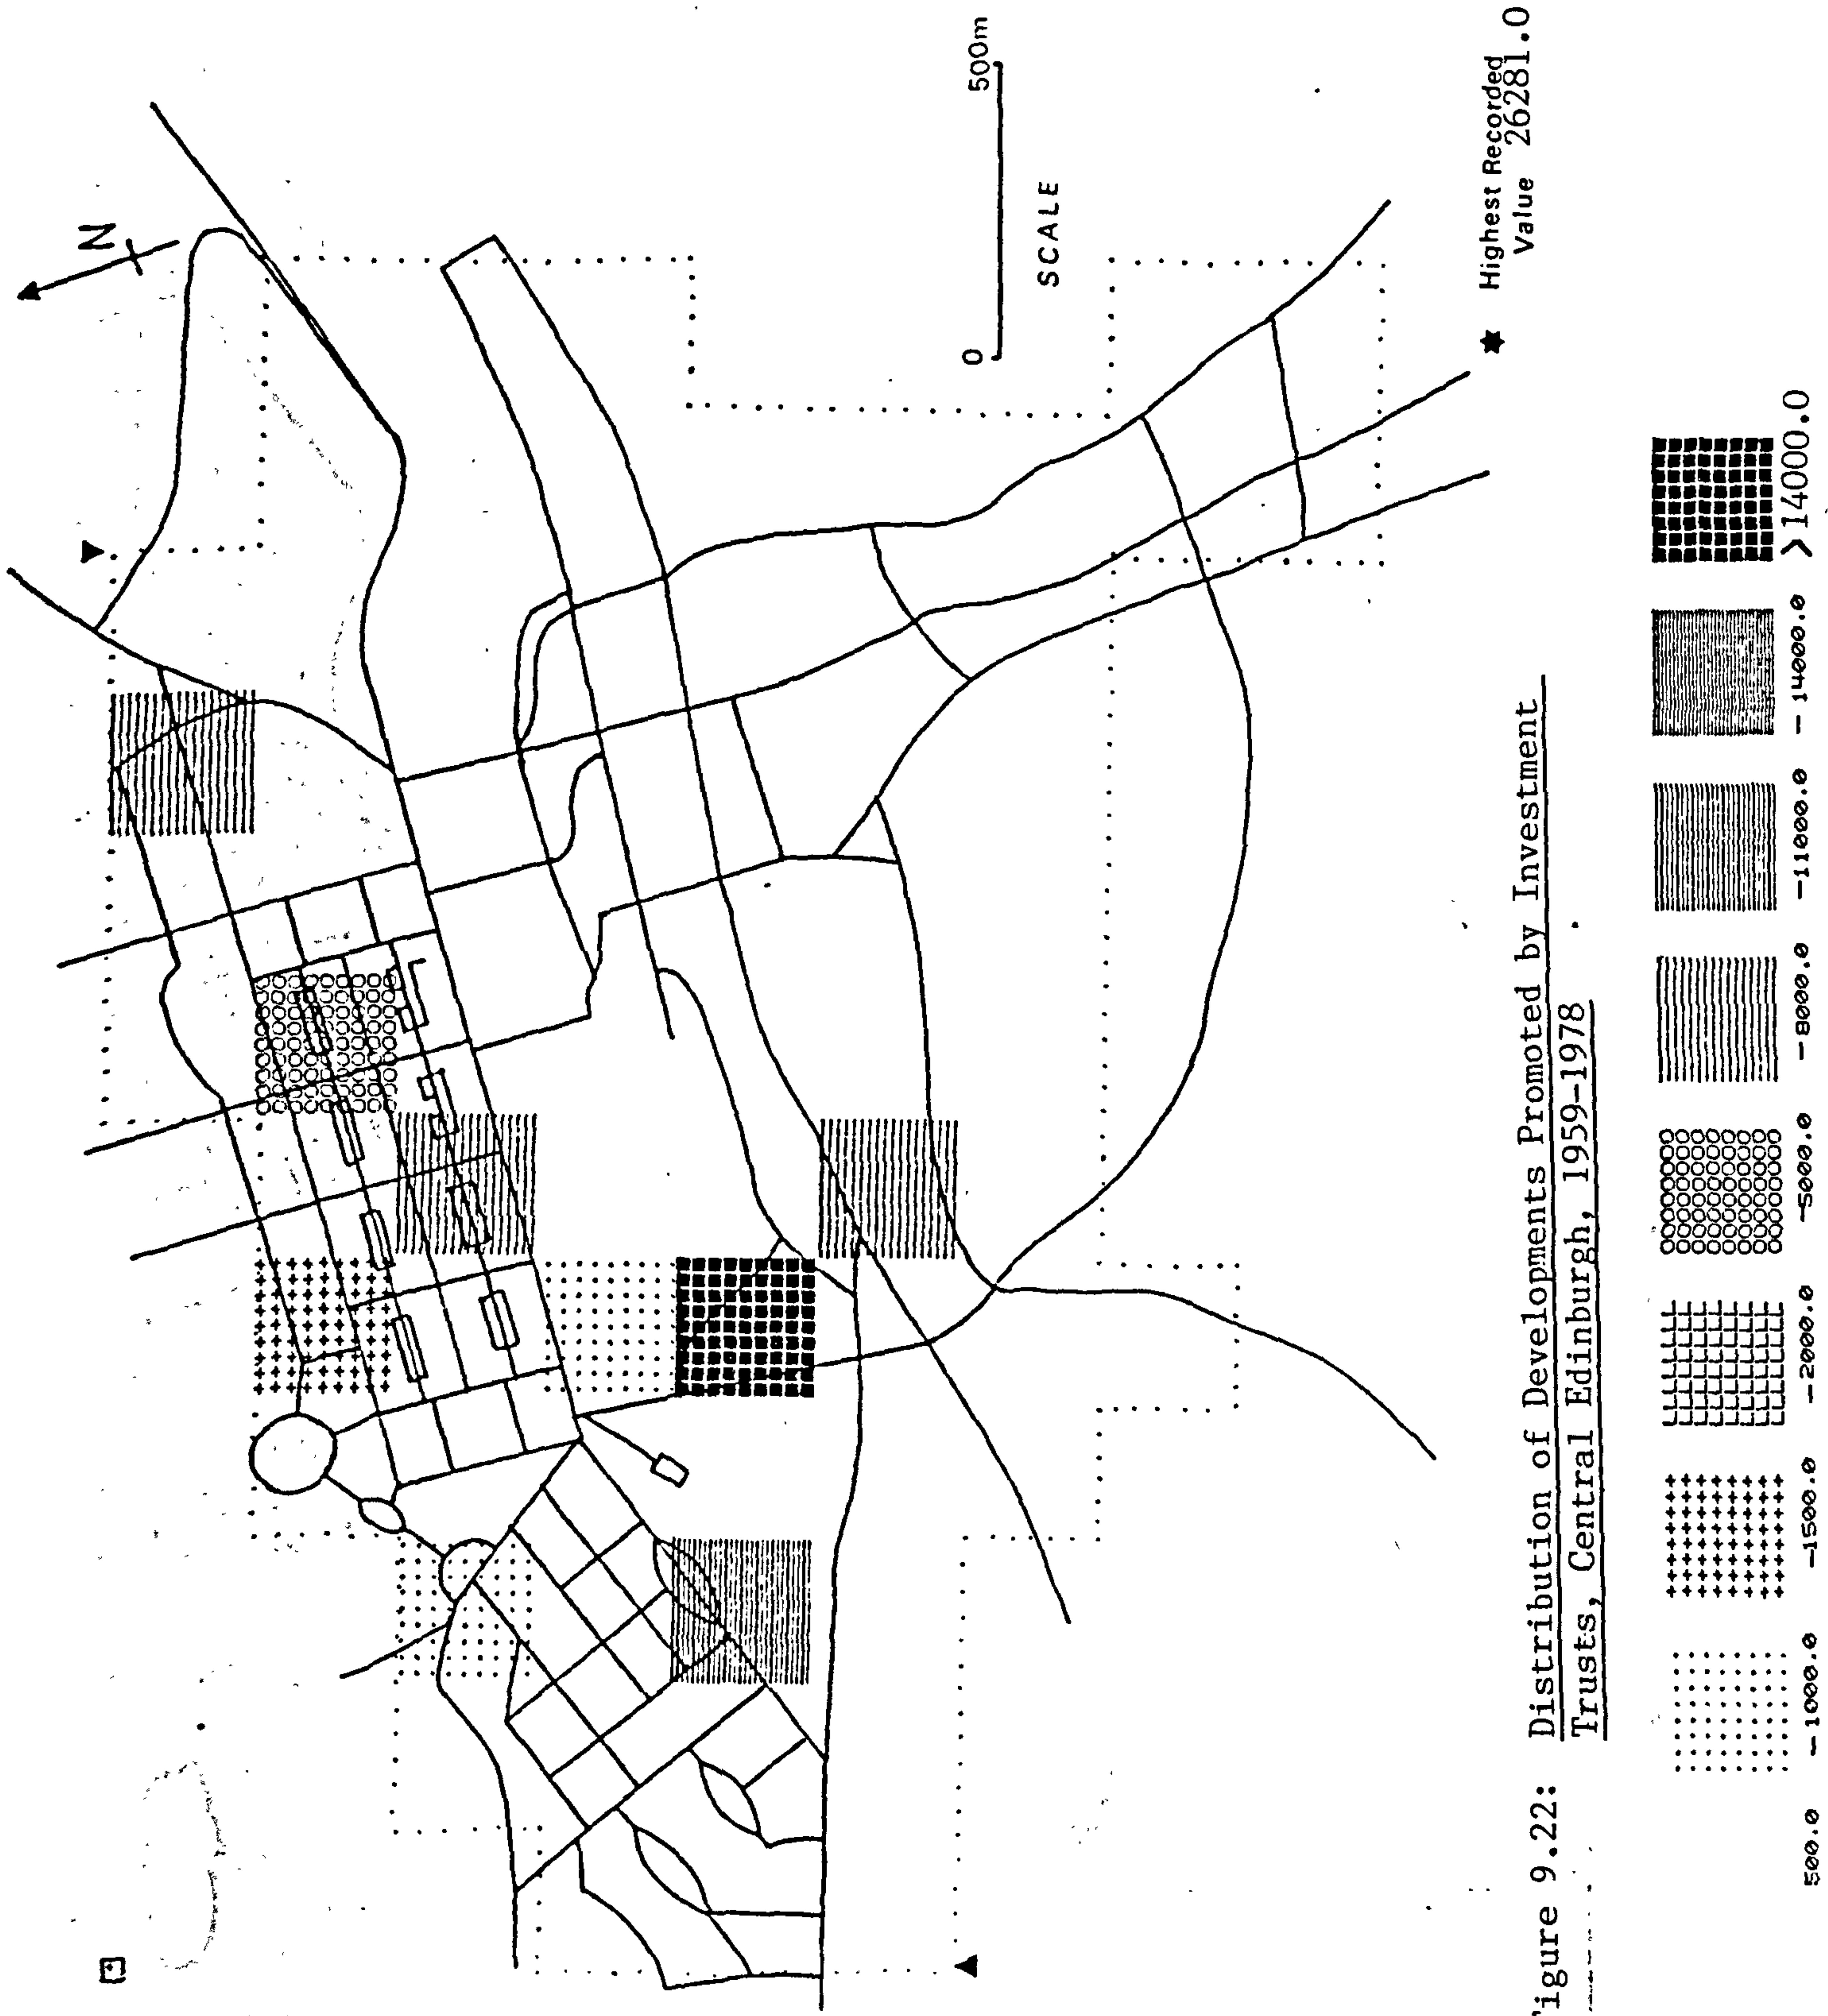 N
0 500m
SCALE
Highest Recorded
Value 26281.0
igure 9.22: Distribution of Developments Promoted by Investment
Trusts, Central Edinburgh, 1959-1978
500.0 -1000.0 -1500.0 -2000.0 -5000.0 -8000.0 -11000.0 -14000.0 >14000.0